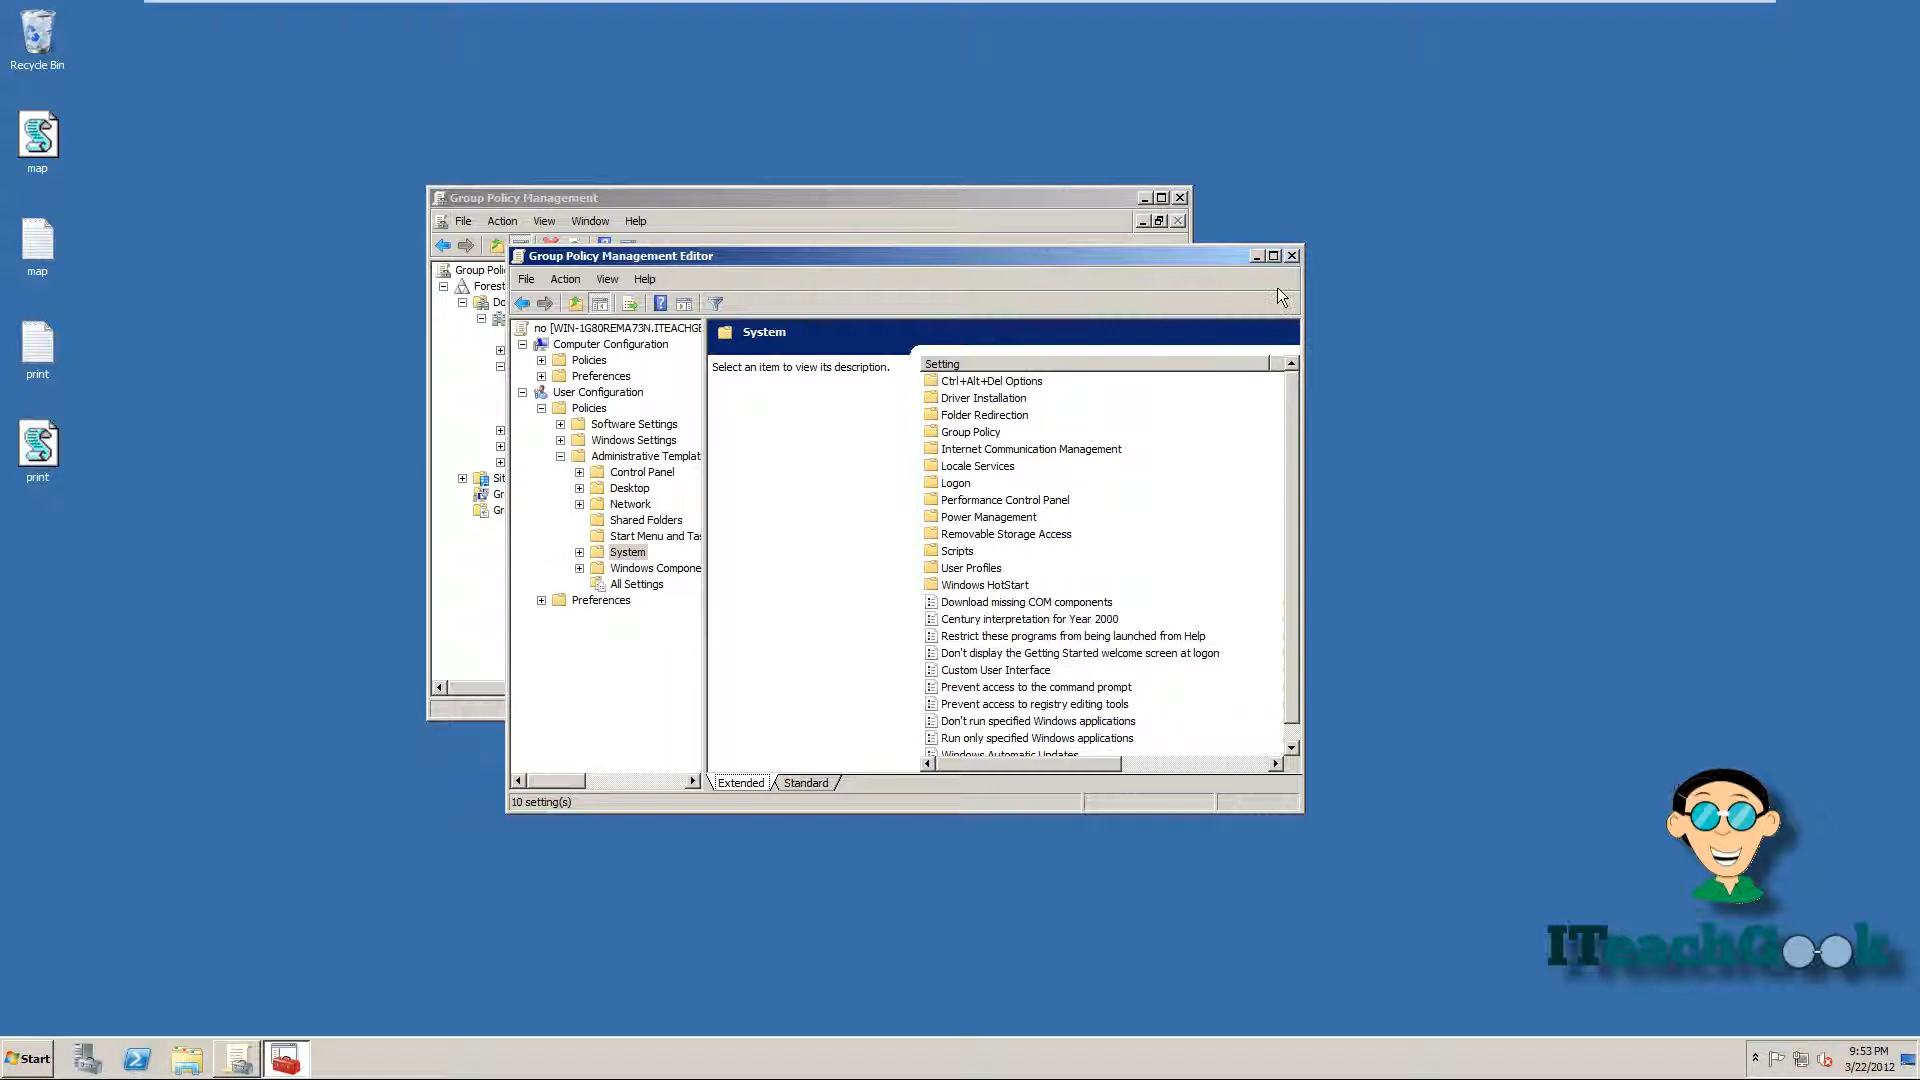 Recycle Bin
map
map
print
print
Group Policy Management
File Action View Window Help
Group Poli
Forest
Do
Sit
Gr
Gr
Group Policy Management Editor
File Action View Help
no [WIN-1G80REMA73N.ITEACHGE
Computer Configuration
Policies
Preferences
User Configuration
Policies
Software Settings
Windows Settings
Administrative Templat
Control Panel
Desktop
Network
Shared Folders
Start Menu and Tas
System
Windows Compone
All Settings
Preferences
System
Select an item to view its description.
Setting
Ctrl+Alt+Del Options
Driver Installation
Folder Redirection
Group Policy
Internet Communication Management
Locale Services
Logon
Performance Control Panel
Power Management
Removable Storage Access
Scripts
User Profiles
Windows HotStart
Download missing COM components
Century interpretation for Year 2000
Restrict these programs from being launched from Help
Don't display the Getting Started welcome screen at logon
Custom User Interface
Prevent access to the command prompt
Prevent access to registry editing tools
Don't run specified Windows applications
Run only specified Windows applications
Windows Automatic Updates
Extended Standard
10 setting(s)
ITeachGook
Start
9:53 PM
3/22/2012